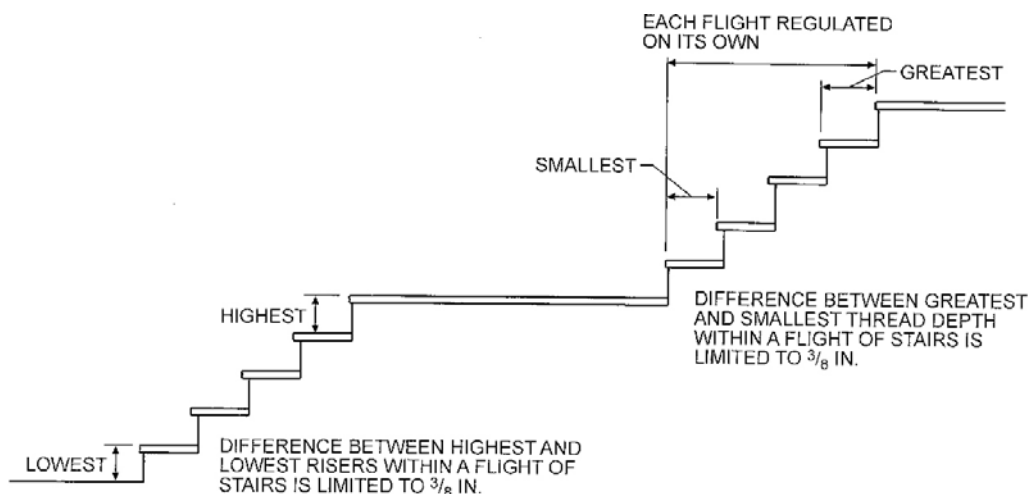 EACH FLIGHT REGULATED
ON ITS OWN
GREATEST
SMALLEST
HIGHEST
DIFFERENCE BETWEEN GREATEST
AND SMALLEST THREAD DEPTH
WITHIN A FLIGHT OF STAIRS IS
LIMITED TO 3/8 IN.
LOWEST
DIFFERENCE BETWEEN HIGHEST AND
LOWEST RISERS WITHIN A FLIGHT OF
STAIRS IS LIMITED TO 3/8 IN.